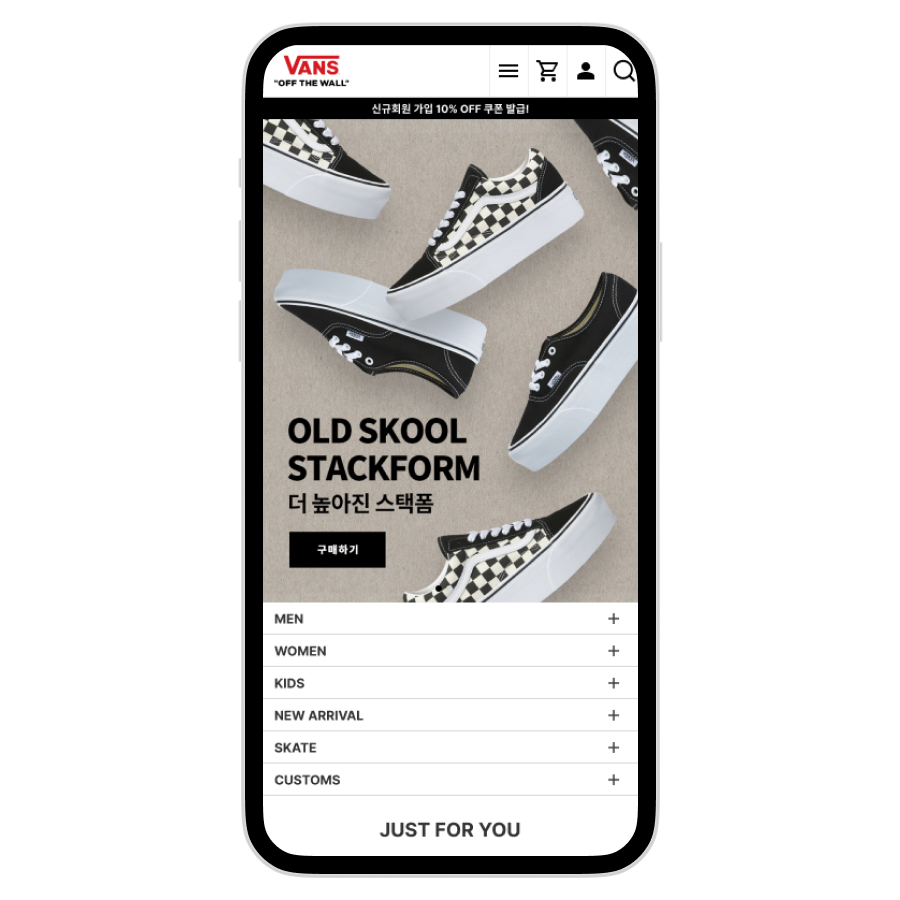 VANS
"OFF THE WALL"
신규회원 가입 10% OFF 쿠폰 발급!
OLD SKOOL
STACKFORM
더 높아진 스택폼
구매하기
MEN
WOMEN
KIDS
NEW ARRIVAL
SKATE
CUSTOMS
JUST FOR YOU